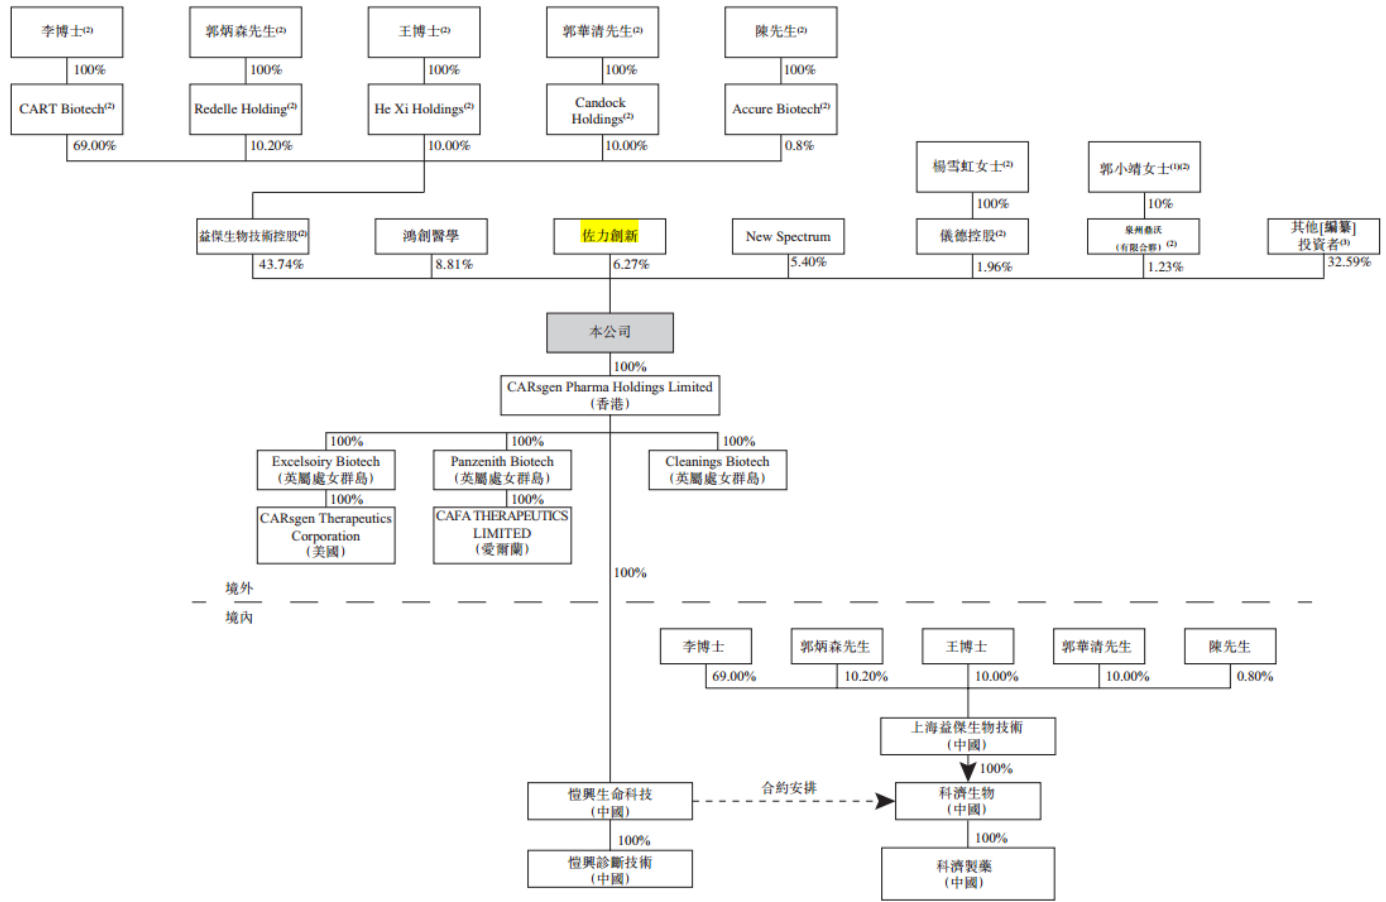 李博士(2)
郭炳森先生(2)
王博士(2)
郭華清先生(2)
陳先生(2)
100%
100%
100%
100%
100%
CART Biotech(2)
Redelle Holding(2)
He Xi Holdings(2)
Candock
Holdings(2)
Accure Biotech(2)
69.00%
10.20%
10.00%
10.00%
0.8%
楊雪虹女士(2)
郭小靖女士(1)(2)
100%
10%
益傑生物技術控股(2)
鴻創醫學
佐力創新
New Spectrum
儀德控股(2)
泉州鼎沃
(有限合夥)(2)
其他[編纂]
投資者(3)
43.74%
8.81%
6.27%
5.40%
1.96%
1.23%
32.59%
本公司
100%
CARsgen Pharma Holdings Limited
(香港)
100%
100%
100%
Excelsoiry Biotech
(英屬處女群島)
Panzenith Biotech
(英屬處女群島)
Cleanings Biotech
(英屬處女群島)
100%
100%
CARsgen Therapeutics
Corporation
(美國)
CAFA THERAPEUTICS
LIMITED
(愛爾蘭)
100%
境外
境內
李博士
郭炳森先生
王博士
郭華清先生
陳先生
69.00%
10.20%
10.00%
10.00%
0.80%
上海益傑生物技術
(中國)
100%
愷興生命科技
(中國)
合約安排
科濟生物
(中國)
100%
100%
愷興診斷技術
(中國)
科濟製藥
(中國)